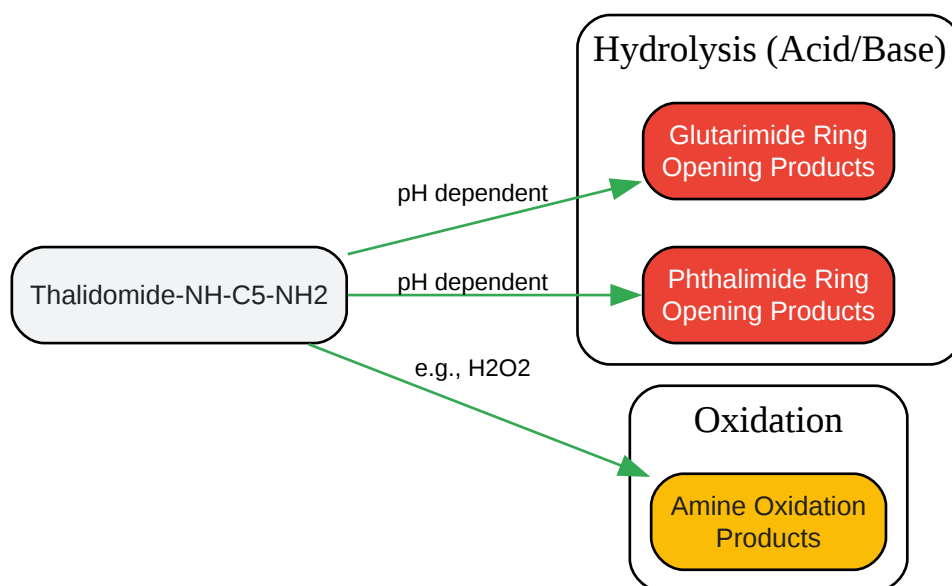 Hydrolysis (Acid/Base)
Glutarimide Ring
Opening Products
pH dependent
Thalidomide-NH-C5-NH2
pH dependent
Phthalimide Ring
Opening Products
e.g., H2O2
Oxidation
Amine Oxidation
Products